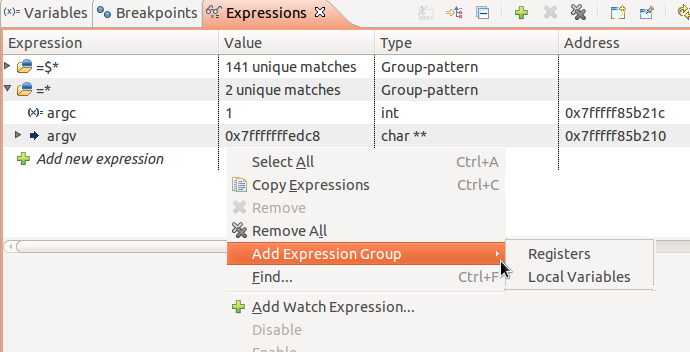 Variables Breakpoints Expressions
Expression Value Type Address
=$* 141 unique matches Group-pattern
=* 2 unique matches Group-pattern
(x)= argc 1 int 0x7fffff85b21c
argv 0x7fffffffedc8 char ** 0x7fffff85b210
Add new expression
Select All Ctrl+A
Copy Expressions Ctrl+C
Remove
Remove All
Add Expression Group
Registers
Find... Ctrl+F
Local Variables
Add Watch Expression...
Disable
Enable